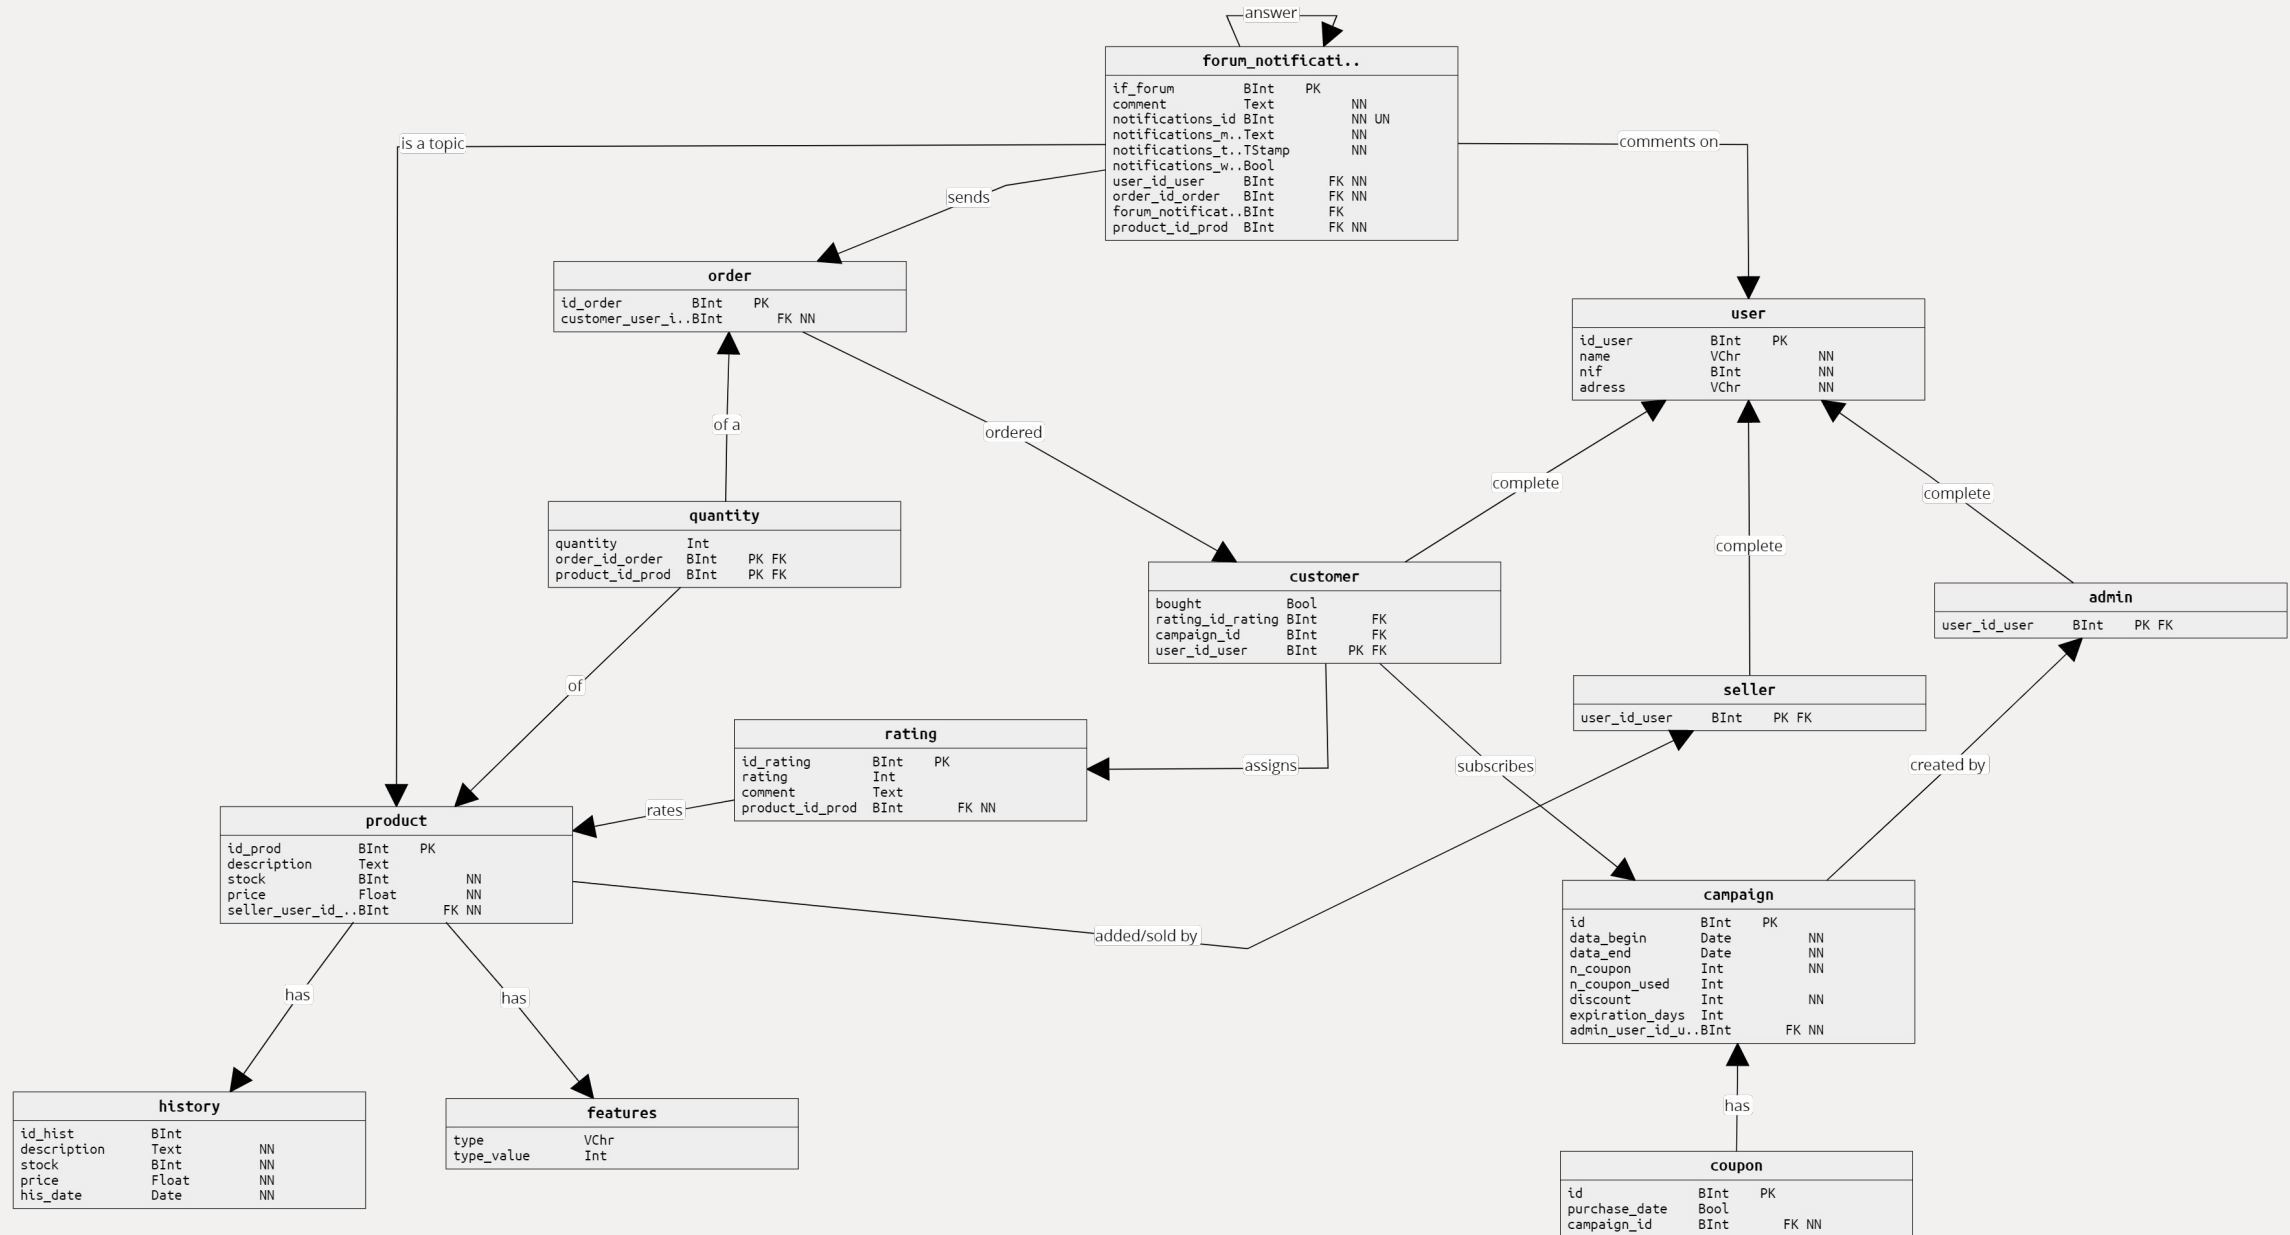 answer
forum_notificati..
if_forum BInt PK
comment Text NN
notifications_id BInt NN UN
notifications_m..Text NN
notifications_t..TStamp NN
notifications_w..Bool
user_id_user BInt FK NN
order_id_order BInt FK NN
forum_notificat..BInt FK
product_id_prod BInt FK NN
is a topic
comments on
sends
order
id_order BInt PK
customer_user_i..BInt FK NN
user
id_user BInt PK
name VChr NN
nif BInt NN
adress VChr NN
of a
ordered
complete
complete
complete
quantity
quantity Int
order_id_order BInt PK FK
product_id_prod BInt PK FK
customer
bought Bool
rating_id_rating BInt FK
campaign_id BInt FK
user_id_user BInt PK FK
admin
user_id_user BInt PK FK
of
seller
user_id_user BInt PK FK
rating
id_rating BInt PK
rating Int
comment Text
product_id_prod BInt FK NN
assigns
subscribes
created by
rates
product
id_prod BInt PK
description Text
stock BInt NN
price Float NN
seller_user_id_..BInt FK NN
added/sold by
campaign
id BInt PK
data_begin Date NN
data_end Date NN
n_coupon Int NN
n_coupon_used Int
discount Int NN
expiration_days Int
admin_user_id_u..BInt FK NN
has
has
has
history
id_hist BInt
description Text NN
stock BInt NN
price Float NN
his_date Date NN
features
type VChr
type_value Int
coupon
id BInt PK
purchase_date Bool
campaign_id BInt FK NN